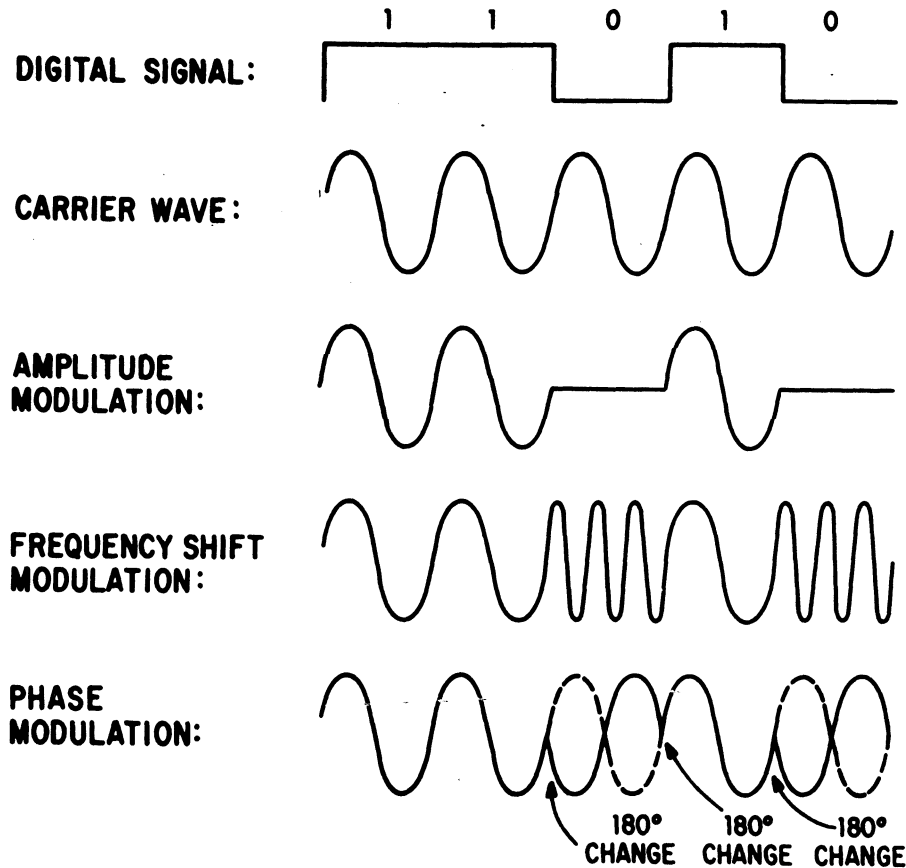 1 1 0 1 0
DIGITAL SIGNAL:
CARRIER WAVE:
AMPLITUDE
MODULATION:
FREQUENCY SHIFT
MODULATION:
PHASE
MODULATION:
180°
CHANGE
180°
CHANGE
180°
CHANGE